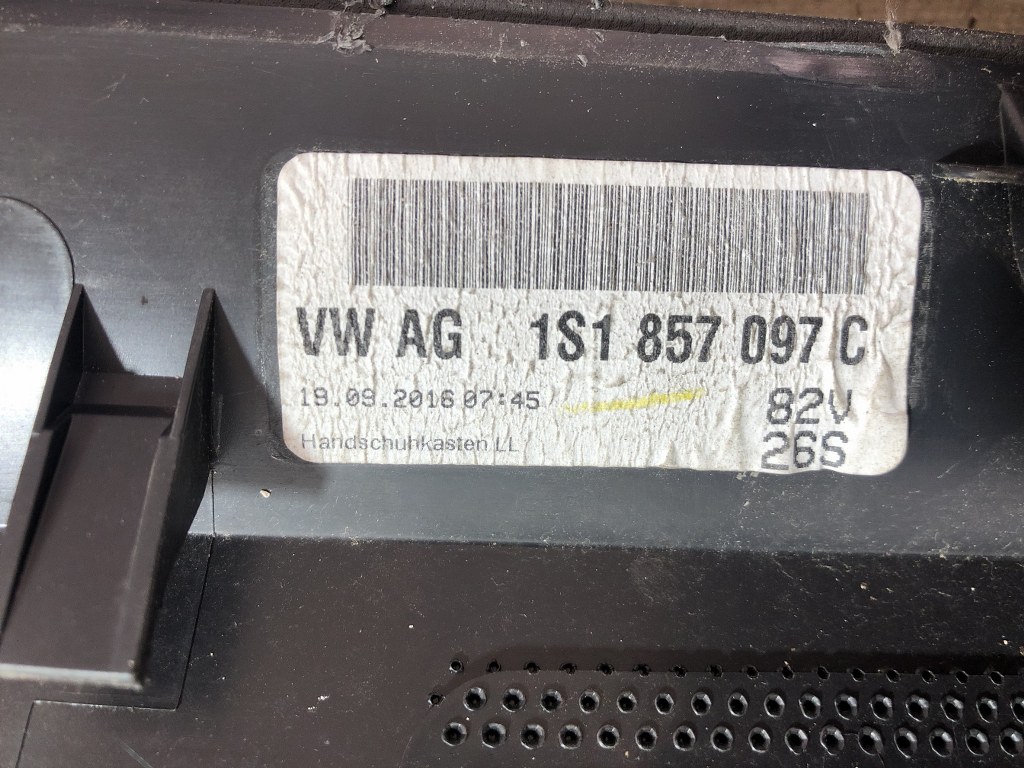 VW AG 1S1 857 097 C
19.09.2016 07:45
82V
Handschuhkasten LL
26S